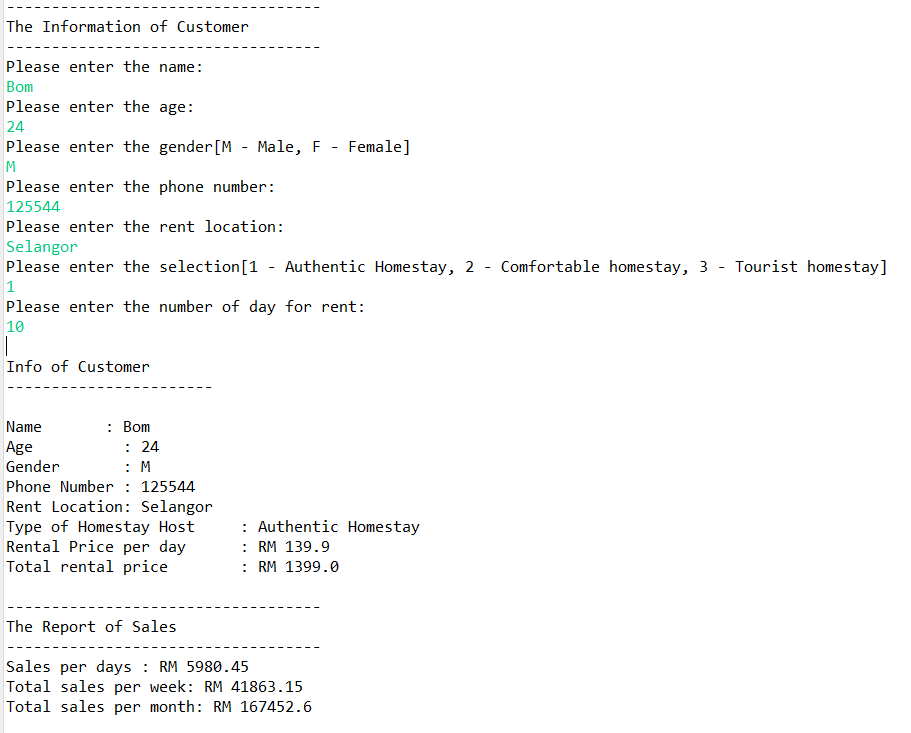 -----------------------------------
The Information of Customer
-----------------------------------
Please enter the name:
Bom
Please enter the age:
24
Please enter the gender[M - Male, F - Female]
M
Please enter the phone number:
125544
Please enter the rent location:
Selangor
Please enter the selection[1 - Authentic Homestay, 2 - Comfortable homestay, 3 - Tourist homestay]
1
Please enter the number of day for rent:
10
Info of Customer
-----------------------
Name       : Bom
Age          : 24
Gender       : M
Phone Number : 125544
Rent Location: Selangor
Type of Homestay Host     : Authentic Homestay
Rental Price per day      : RM 139.9
Total rental price        : RM 1399.0
-----------------------------------
The Report of Sales
-----------------------------------
Sales per days : RM 5980.45
Total sales per week: RM 41863.15
Total sales per month: RM 167452.6